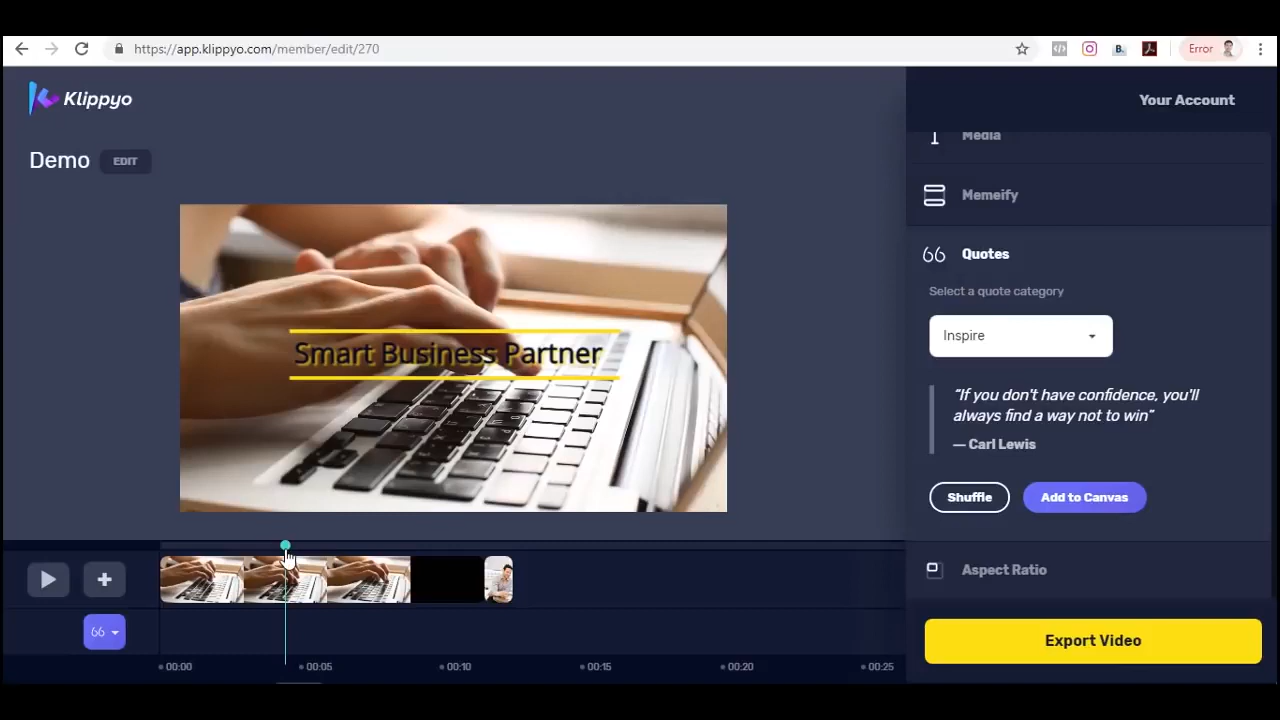 https://app.klippyo.com/member/edit/270
Error
Klippyo
Your Account
Demo
EDIT
Media
Memeify
Quotes
Select a quote category
Inspire
Smart Business Partner
“If you don't have confidence, you'll
always find a way not to win”
— Carl Lewis
Shuffle
Add to Canvas
Aspect Ratio
Export Video
00:00
00:05
00:10
00:15
00:20
00:25